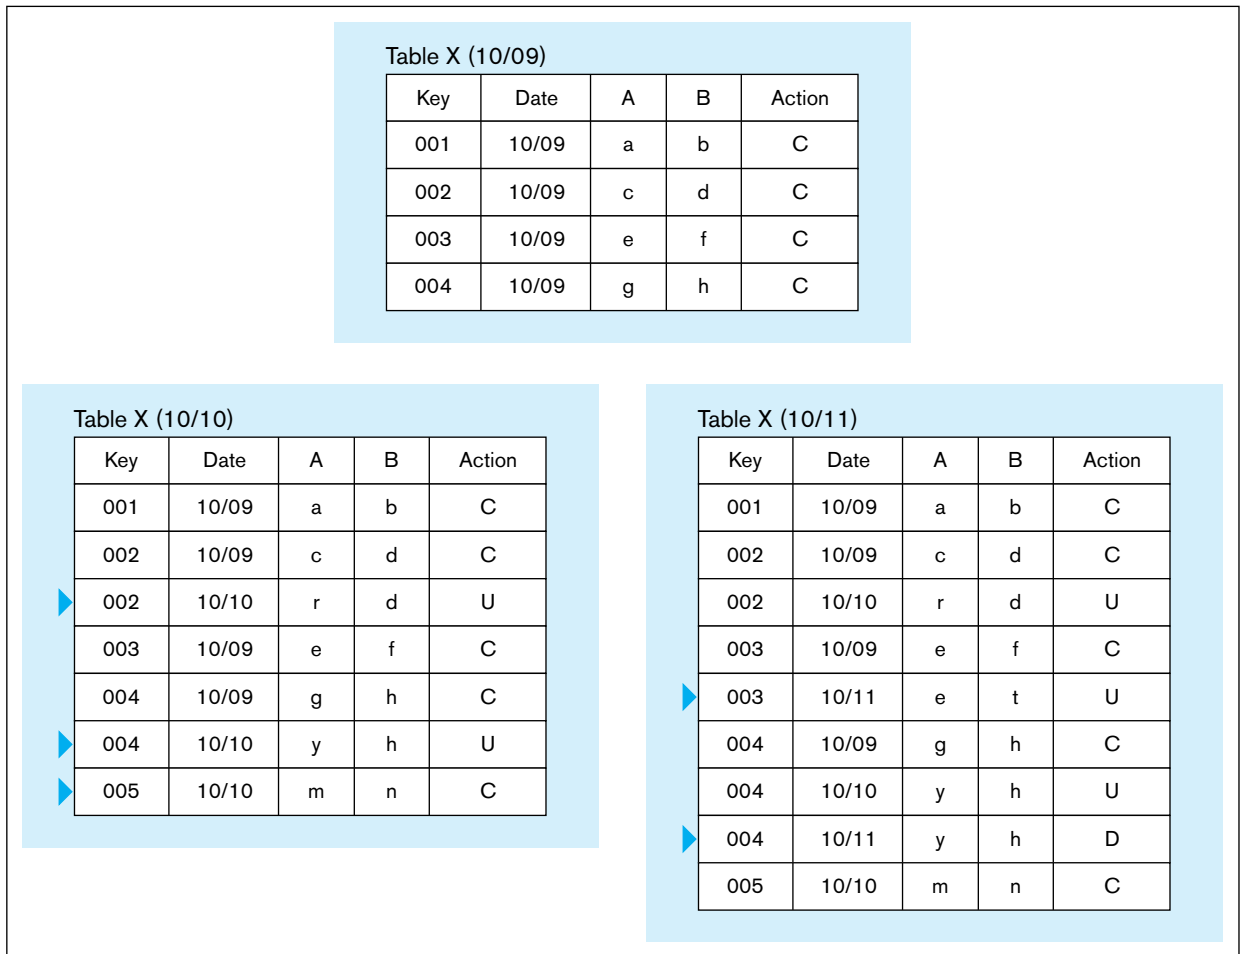 Table X (10/09)
Key Date A B Action
001 10/09 a b C
002 10/09 c d C
003 10/09 e f C
004 10/09 g h C
Table X (10/10)
Key Date A B Action
001 10/09 a b C
002 10/09 c d C
002 10/10 r d U
003 10/09 e f C
004 10/09 g h C
004 10/10 y h U
005 10/10 m n C
Table X (10/11)
Key Date A B Action
001 10/09 a b C
002 10/09 c d C
002 10/10 r d U
003 10/09 e f C
003 10/11 e t U
004 10/09 g h C
004 10/10 y h U
004 10/11 y h D
005 10/10 m n C